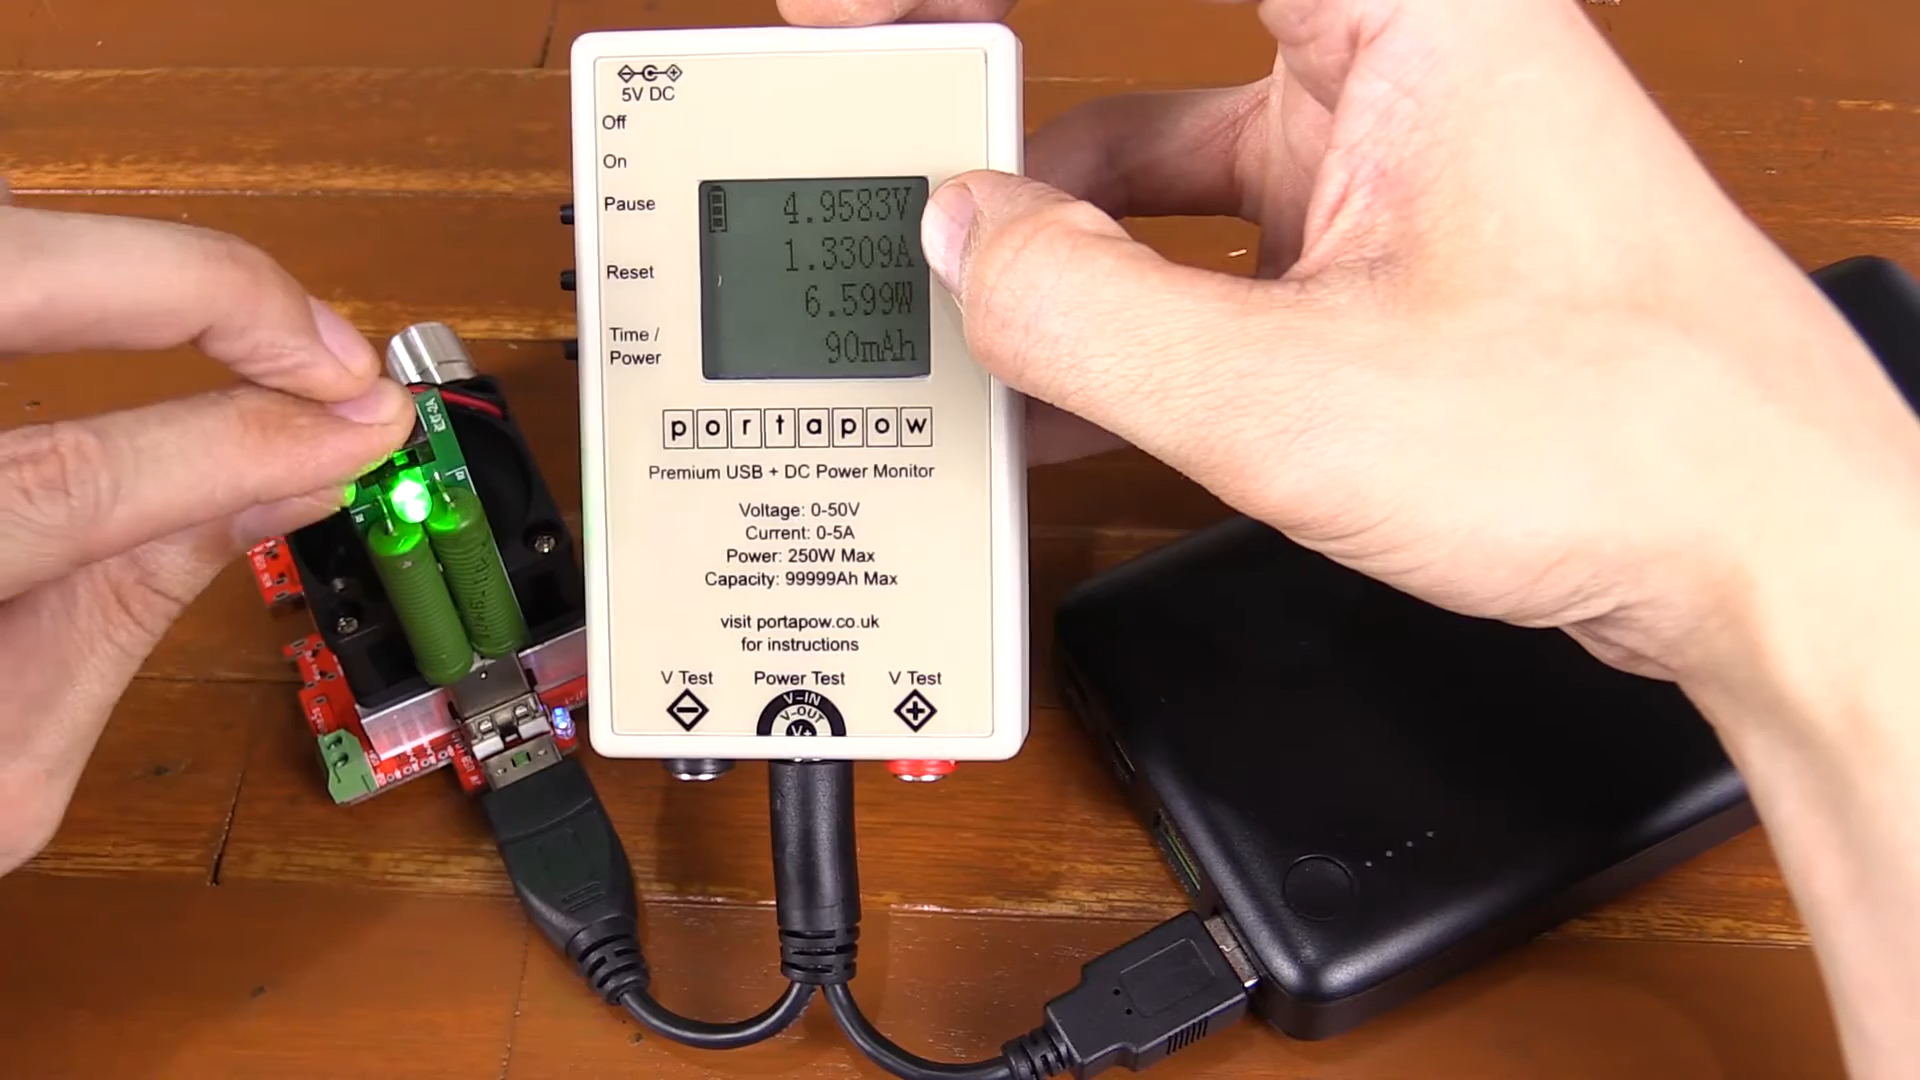 5V DC
Off
On
Pause
Reset
Time /
Power
4.9583V
1.3309A
6.599W
90mAh
portapow
Premium USB + DC Power Monitor
Voltage: 0-50V
Current: 0-5A
Power: 250W Max
Capacity: 99999Ah Max
visit portapow.co.uk
for instructions
V Test
Power Test
V Test
V-IN
V-OUT
V+